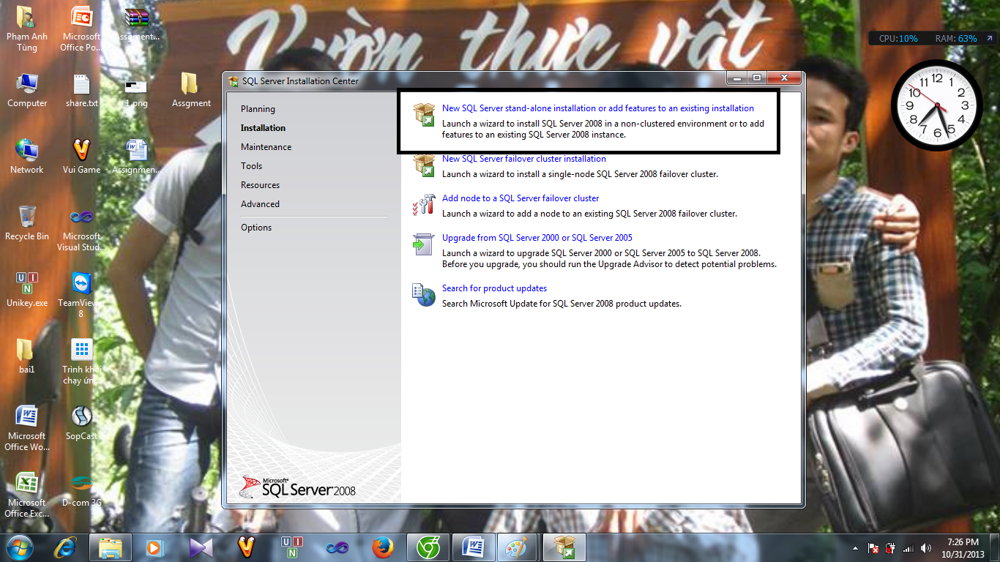 Vườn thực vật
Phạm Anh
Tùng
Microsoft
Office Po...
Assgment...
Computer
share.txt
1.png
Assgment
Network
Vui Game
Assignmen...
Recycle Bin
Microsoft
Visual Stud...
Unikey.exe
TeamViewer
8
bai1
Trình khởi
chạy ứn...
Microsoft
Office Wo...
SopCast
Microsoft
Office Exc...
D-com 3G
SQL Server Installation Center
Planning
Installation
Maintenance
Tools
Resources
Advanced
Options
Microsoft®
SQL Server® 2008
New SQL Server stand-alone installation or add features to an existing installation
Launch a wizard to install SQL Server 2008 in a non-clustered environment or to add
features to an existing SQL Server 2008 instance.
New SQL Server failover cluster installation
Launch a wizard to install a single-node SQL Server 2008 failover cluster.
Add node to a SQL Server failover cluster
Launch a wizard to add a node to an existing SQL Server 2008 failover cluster.
Upgrade from SQL Server 2000 or SQL Server 2005
Launch a wizard to upgrade SQL Server 2000 or SQL Server 2005 to SQL Server 2008.
Before you upgrade, you should run the Upgrade Advisor to detect potential problems.
Search for product updates
Search Microsoft Update for SQL Server 2008 product updates.
CPU: 10% RAM: 63%
12
1
2
3
4
5
6
7
8
9
10
11
U I
N
7:26 PM
10/31/2013